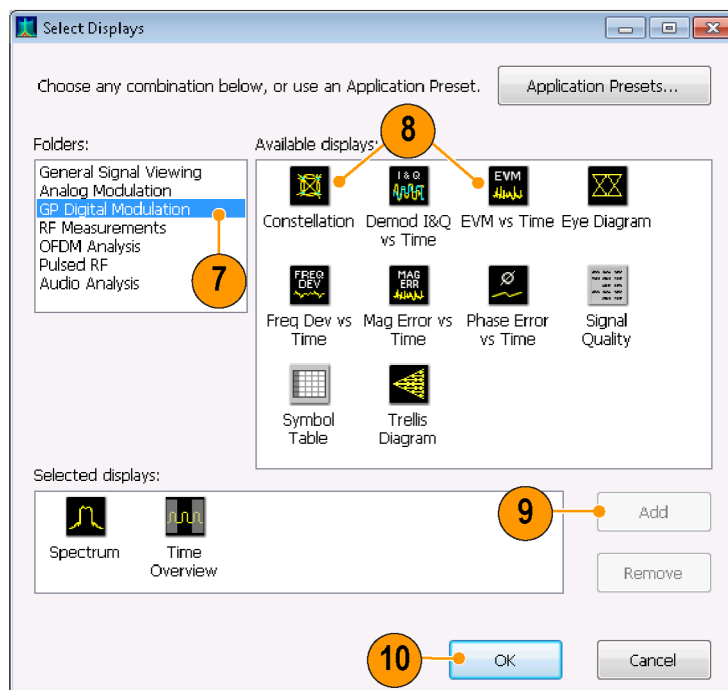 Select Displays
Choose any combination below, or use an Application Preset.
Application Presets...
Folders:
Available displays:
8
General Signal Viewing
Analog Modulation
GP Digital Modulation
RF Measurements
OFDM Analysis
Pulsed RF
Audio Analysis
7
I & Q
EVM
Constellation
Demod I&Q
vs Time
EVM vs Time
Eye Diagram
FREQ
DEV
MAG
ERR
Ø
Freq Dev vs
Time
Mag Error vs
Time
Phase Error
vs Time
Signal
Quality
Symbol
Table
Trellis
Diagram
Selected displays:
Spectrum
Time
Overview
9
Add
Remove
10
OK
Cancel